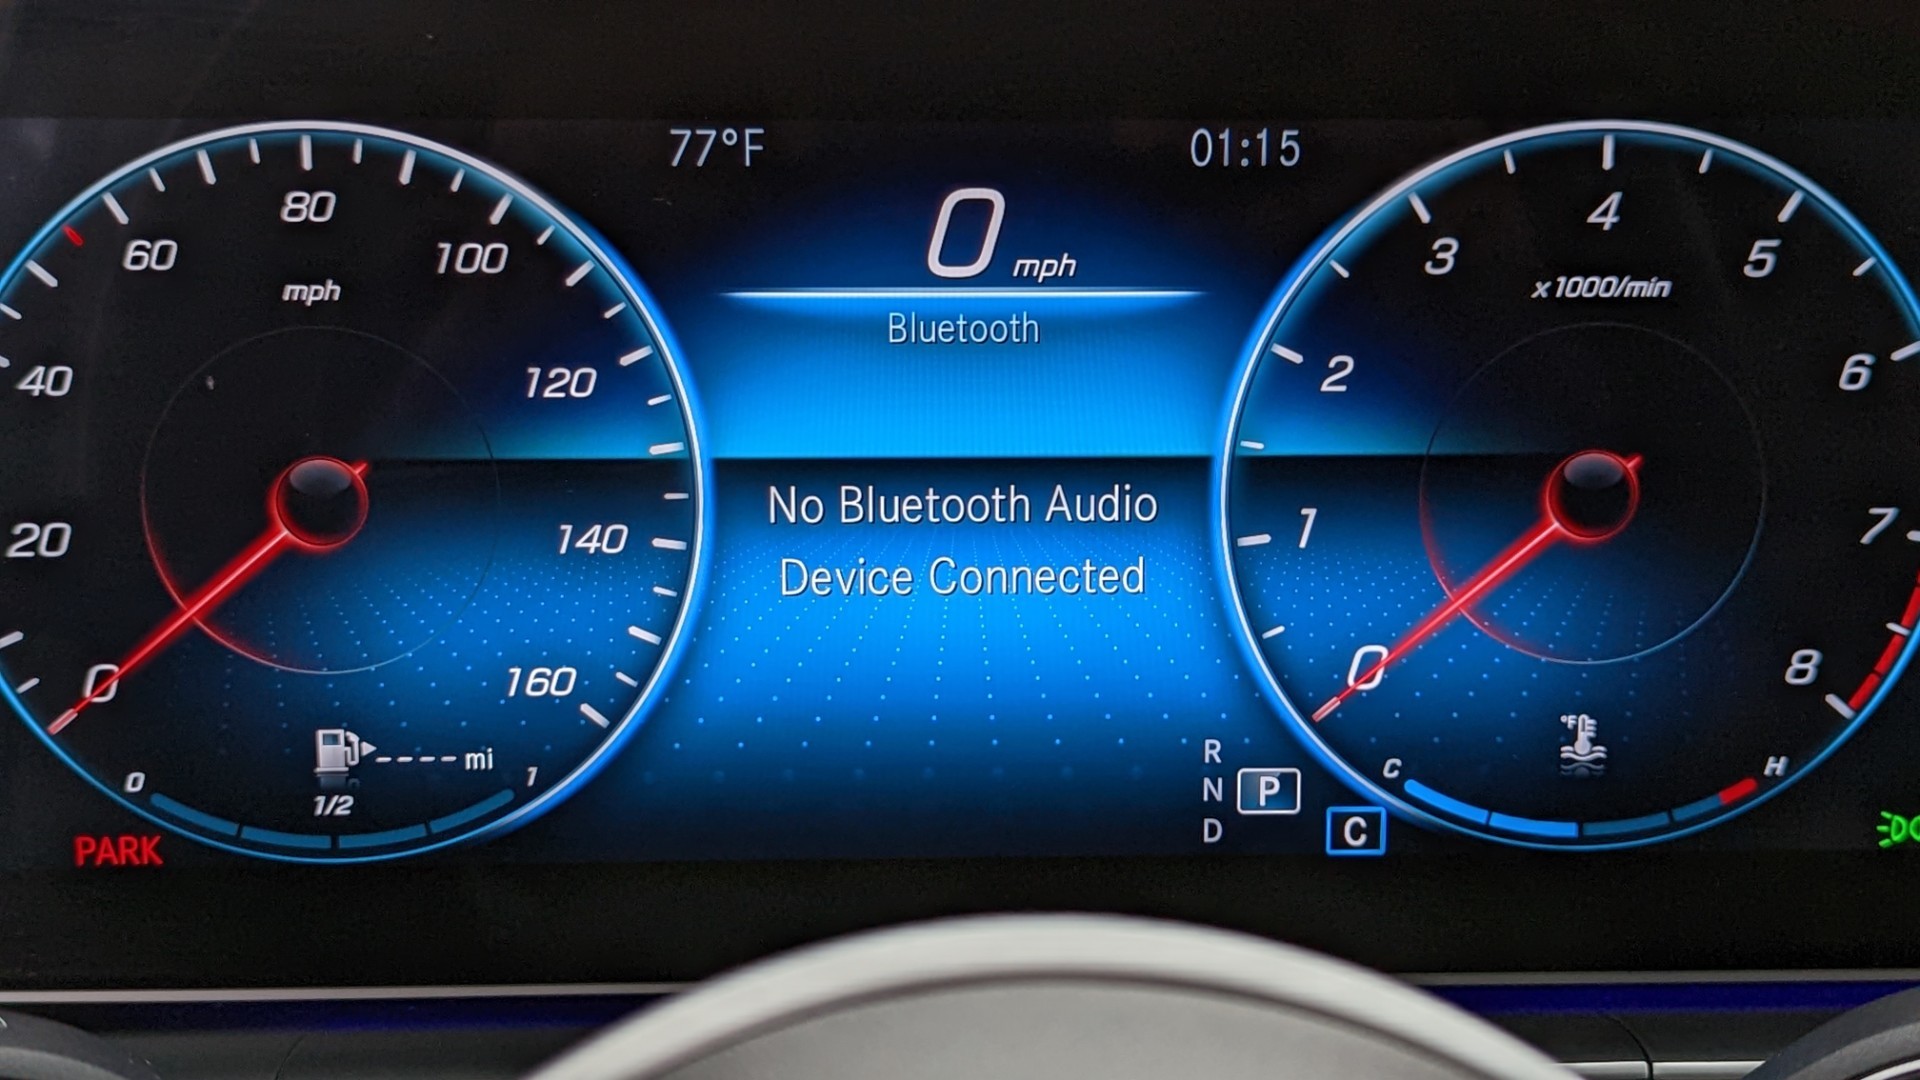 77°F
01:15
0 mph
Bluetooth
No Bluetooth Audio
Device Connected
0
20
40
60
80
100
120
140
160
mph
---- mi
0
1/2
1
PARK
R
N
D
P
C
0
1
2
3
4
5
6
7
8
x1000/min
°F
C
H